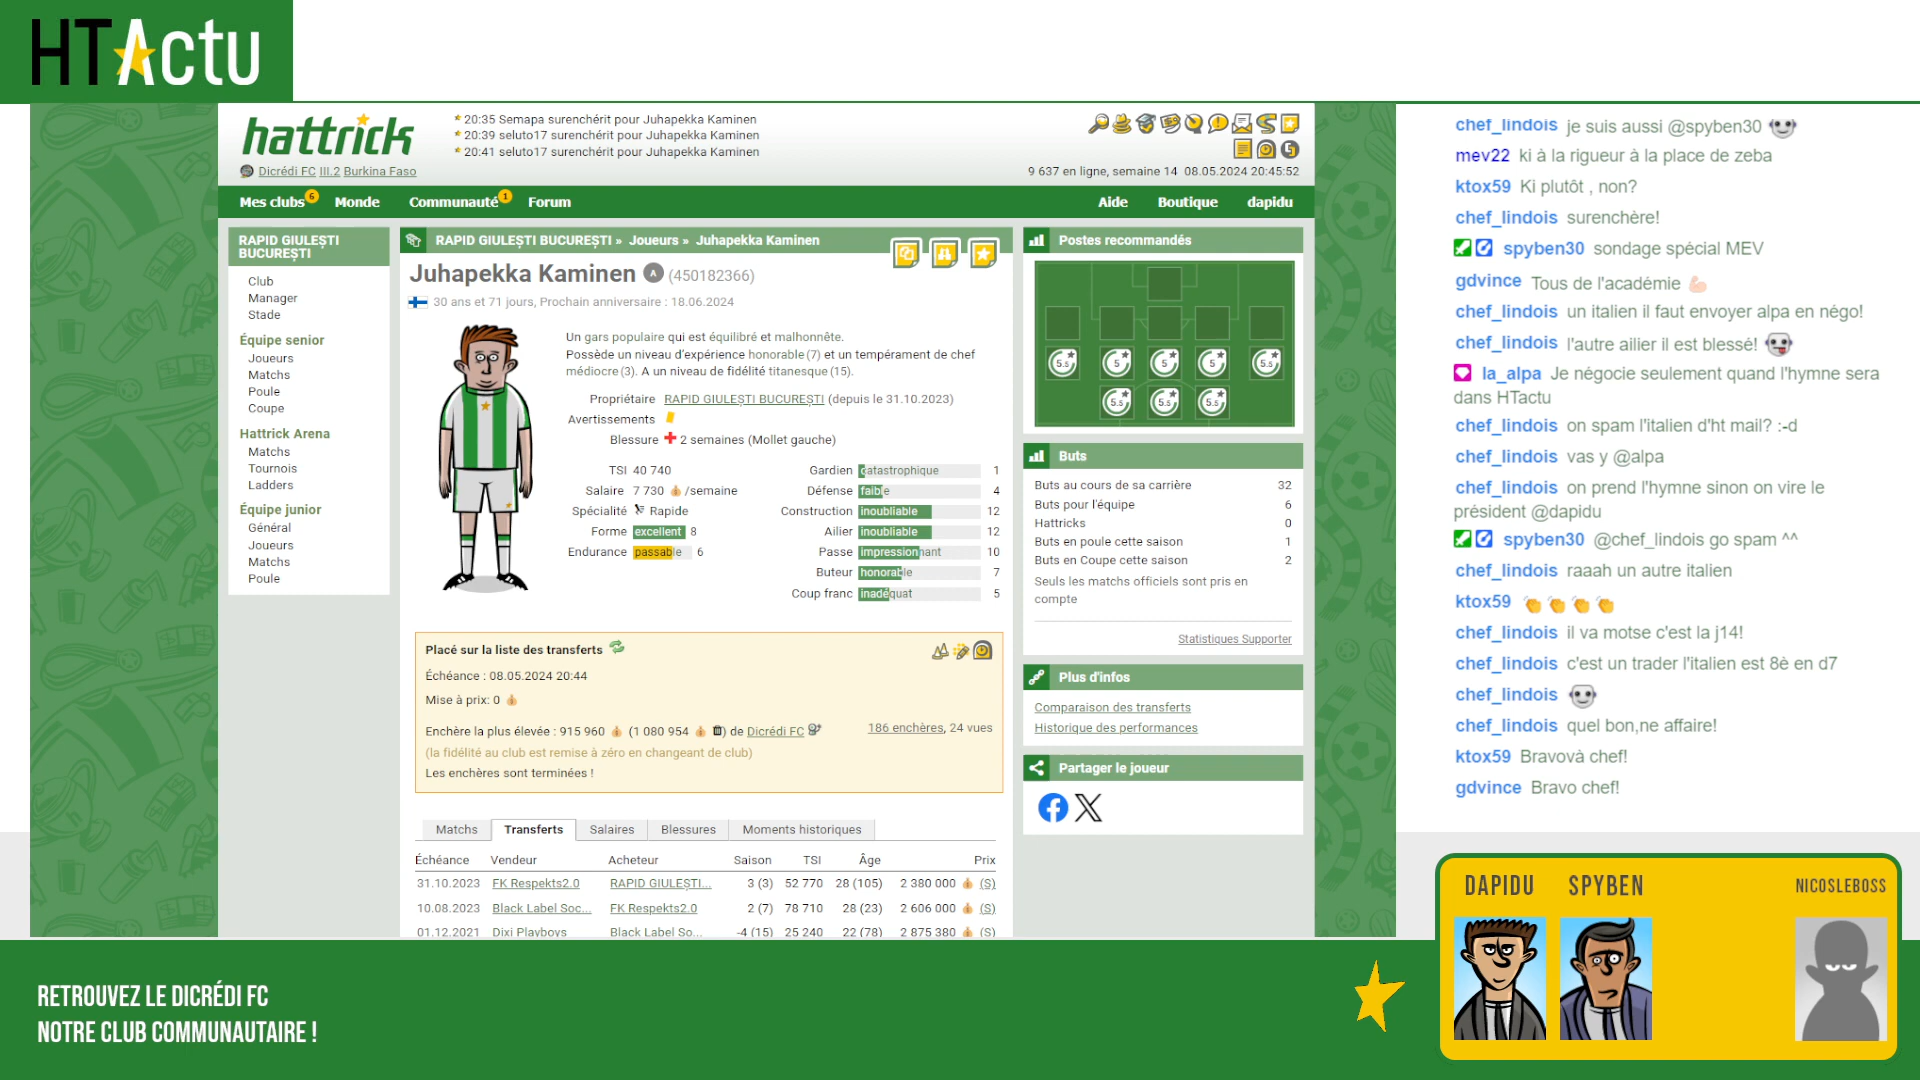 HTActu
hattrick
20:35 Semapa surenchérit pour Juhapekka Kaminen
20:39 seluto17 surenchérit pour Juhapekka Kaminen
20:41 seluto17 surenchérit pour Juhapekka Kaminen
Dicrédi FC III.2 Burkina Faso
9 637 en ligne, semaine 14 08.05.2024 20:45:52
Mes clubs 6 Monde Communauté 1 Forum Aide Boutique dapidu
RAPID GIULEȘTI
BUCUREȘTI
Club
Manager
Stade
Équipe senior
Joueurs
Matchs
Poule
Coupe
Hattrick Arena
Matchs
Tournois
Ladders
Équipe junior
Général
Joueurs
Matchs
Poule
RAPID GIULEȘTI BUCUREȘTI » Joueurs » Juhapekka Kaminen
Juhapekka Kaminen A (450182366)
30 ans et 71 jours, Prochain anniversaire : 18.06.2024
Un gars populaire qui est équilibré et malhonnête.
Possède un niveau d'expérience honorable (7) et un tempérament de chef
médiocre (3). A un niveau de fidélité titanesque (15).
Propriétaire RAPID GIULEȘTI BUCUREȘTI (depuis le 31.10.2023)
Avertissements
Blessure 2 semaines (Mollet gauche)
TSI 40 740
Salaire 7 730 /semaine
Spécialité Rapide
Forme excellent 8
Endurance passable 6
Gardien catastrophique 1
Défense faible 4
Construction inoubliable 12
Ailier inoubliable 12
Passe impressionnant 10
Buteur honorable 7
Coup franc inadéquat 5
Placé sur la liste des transferts
Échéance : 08.05.2024 20:44
Mise à prix: 0
Enchère la plus élevée : 915 960 (1 080 954 ) de Dicrédi FC
186 enchères, 24 vues
(la fidélité au club est remise à zéro en changeant de club)
Les enchères sont terminées !
Matchs Transferts Salaires Blessures Moments historiques
Échéance Vendeur Acheteur Saison TSI Âge Prix
31.10.2023 FK Respekts2.0 RAPID GIULEȘTI... 3 (3) 52 770 28 (105) 2 380 000 (S)
10.08.2023 Black Label Soc... FK Respekts2.0 2 (7) 78 710 28 (23) 2 606 000 (S)
01.12.2021 Dixi Playboys Black Label So... -4 (15) 25 240 22 (78) 2 875 380 (S)
Postes recommandés
5.5 5 5 5 5.5
5.5 5.5 5.5
Buts
Buts au cours de sa carrière 32
Buts pour l'équipe 6
Hattricks 0
Buts en poule cette saison 1
Buts en Coupe cette saison 2
Seuls les matchs officiels sont pris en
compte
Statistiques Supporter
Plus d'infos
Comparaison des transferts
Historique des performances
Partager le joueur
chef_lindois je suis aussi @spyben30
mev22 ki à la rigueur à la place de zeba
ktox59 Ki plutôt , non?
chef_lindois surenchère!
spyben30 sondage spécial MEV
gdvince Tous de l'académie
chef_lindois un italien il faut envoyer alpa en négo!
chef_lindois l'autre ailier il est blessé!
la_alpa Je négocie seulement quand l'hymne sera
dans HTactu
chef_lindois on spam l'italien d'ht mail? :-d
chef_lindois vas y @alpa
chef_lindois on prend l'hymne sinon on vire le
président @dapidu
spyben30 @chef_lindois go spam ^^
chef_lindois raaah un autre italien
ktox59
chef_lindois il va motse c'est la j14!
chef_lindois c'est un trader l'italien est 8è en d7
chef_lindois
chef_lindois quel bon,ne affaire!
ktox59 Bravovà chef!
gdvince Bravo chef!
DAPIDU SPYBEN NICOSLEBOSS
RETROUVEZ LE DICRÉDI FC
NOTRE CLUB COMMUNAUTAIRE !